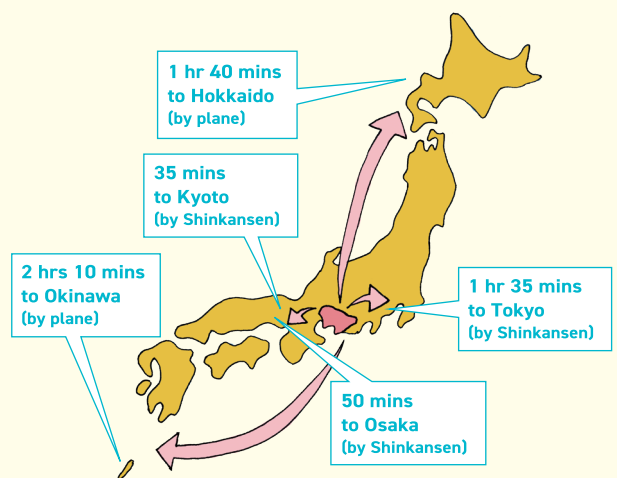 1 hr 40 mins
to Hokkaido
(by plane)
35 mins
to Kyoto
(by Shinkansen)
2 hrs 10 mins
to Okinawa
(by plane)
1 hr 35 mins
to Tokyo
(by Shinkansen)
50 mins
to Osaka
(by Shinkansen)